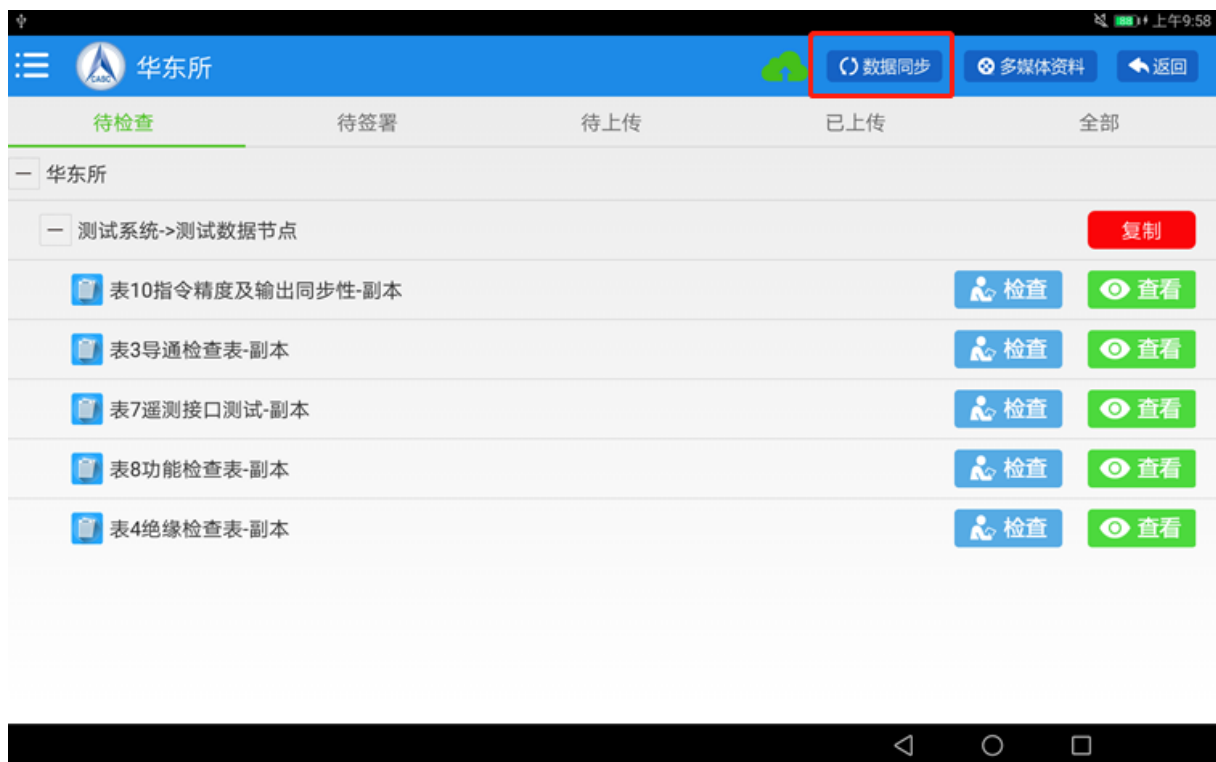 88 上午9:58
CASC 华东所 数据同步 多媒体资料 返回
待检查 待签署 待上传 已上传 全部
华东所
测试系统->测试数据节点 复制
表10指令精度及输出同步性-副本 检查 查看
表3导通检查表-副本 检查 查看
表7遥测接口测试-副本 检查 查看
表8功能检查表-副本 检查 查看
表4绝缘检查表-副本 检查 查看